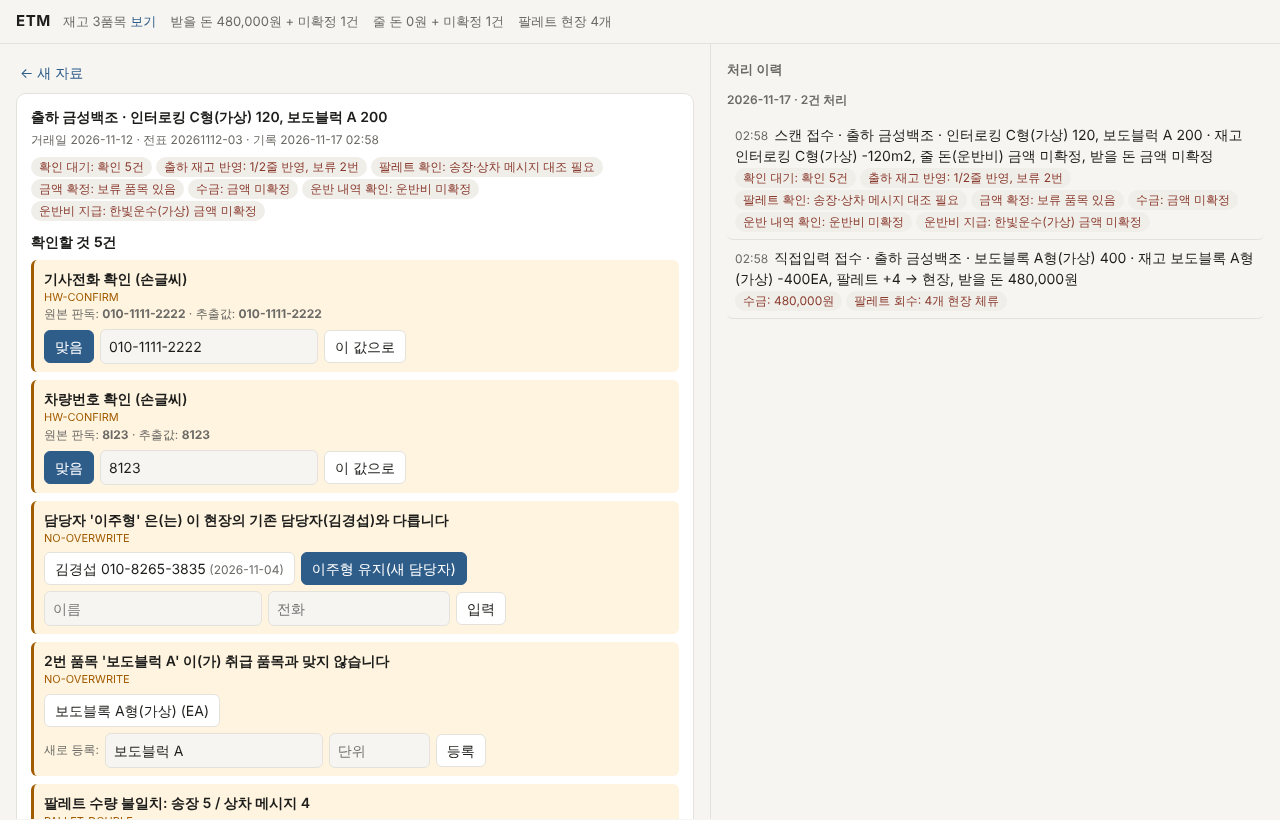 ETM 재고 3품목 보기 받을 돈 480,000원 + 미확정 1건 줄 돈 0원 + 미확정 1건 팔레트 현장 4개
← 새 자료
출하 금성백조 · 인터로킹 C형(가상) 120, 보도블럭 A 200
거래일 2026-11-12 · 전표 20261112-03 · 기록 2026-11-17 02:58
확인 대기: 확인 5건 출하 재고 반영: 1/2줄 반영, 보류 2번 팔레트 확인: 송장·상차 메시지 대조 필요
금액 확정: 보류 품목 있음 수금: 금액 미확정 운반 내역 확인: 운반비 미확정
운반비 지급: 한빛운수(가상) 금액 미확정
확인할 것 5건
기사전화 확인 (손글씨)
HW-CONFIRM
원본 판독: 010-1111-2222 · 추출값: 010-1111-2222
맞음 010-1111-2222 이 값으로
차량번호 확인 (손글씨)
HW-CONFIRM
원본 판독: 8I23 · 추출값: 8123
맞음 8123 이 값으로
담당자 '이주형' 은(는) 이 현장의 기존 담당자(김경섭)와 다릅니다
NO-OVERWRITE
김경섭 010-8265-3835 (2026-11-04) 이주형 유지(새 담당자)
이름 전화 입력
2번 품목 '보도블럭 A' 이(가) 취급 품목과 맞지 않습니다
NO-OVERWRITE
보도블록 A형(가상) (EA)
새로 등록: 보도블럭 A 단위 등록
팔레트 수량 불일치: 송장 5 / 상차 메시지 4
처리 이력
2026-11-17 · 2건 처리
02:58 스캔 접수 · 출하 금성백조 · 인터로킹 C형(가상) 120, 보도블럭 A 200 · 재고
인터로킹 C형(가상) -120m2, 줄 돈(운반비) 금액 미확정, 받을 돈 금액 미확정
확인 대기: 확인 5건 출하 재고 반영: 1/2줄 반영, 보류 2번
팔레트 확인: 송장·상차 메시지 대조 필요 금액 확정: 보류 품목 있음 수금: 금액 미확정
운반 내역 확인: 운반비 미확정 운반비 지급: 한빛운수(가상) 금액 미확정
02:58 직접입력 접수 · 출하 금성백조 · 보도블록 A형(가상) 400 · 재고 보도블록 A형
(가상) -400EA, 팔레트 +4 → 현장, 받을 돈 480,000원
수금: 480,000원 팔레트 회수: 4개 현장 체류